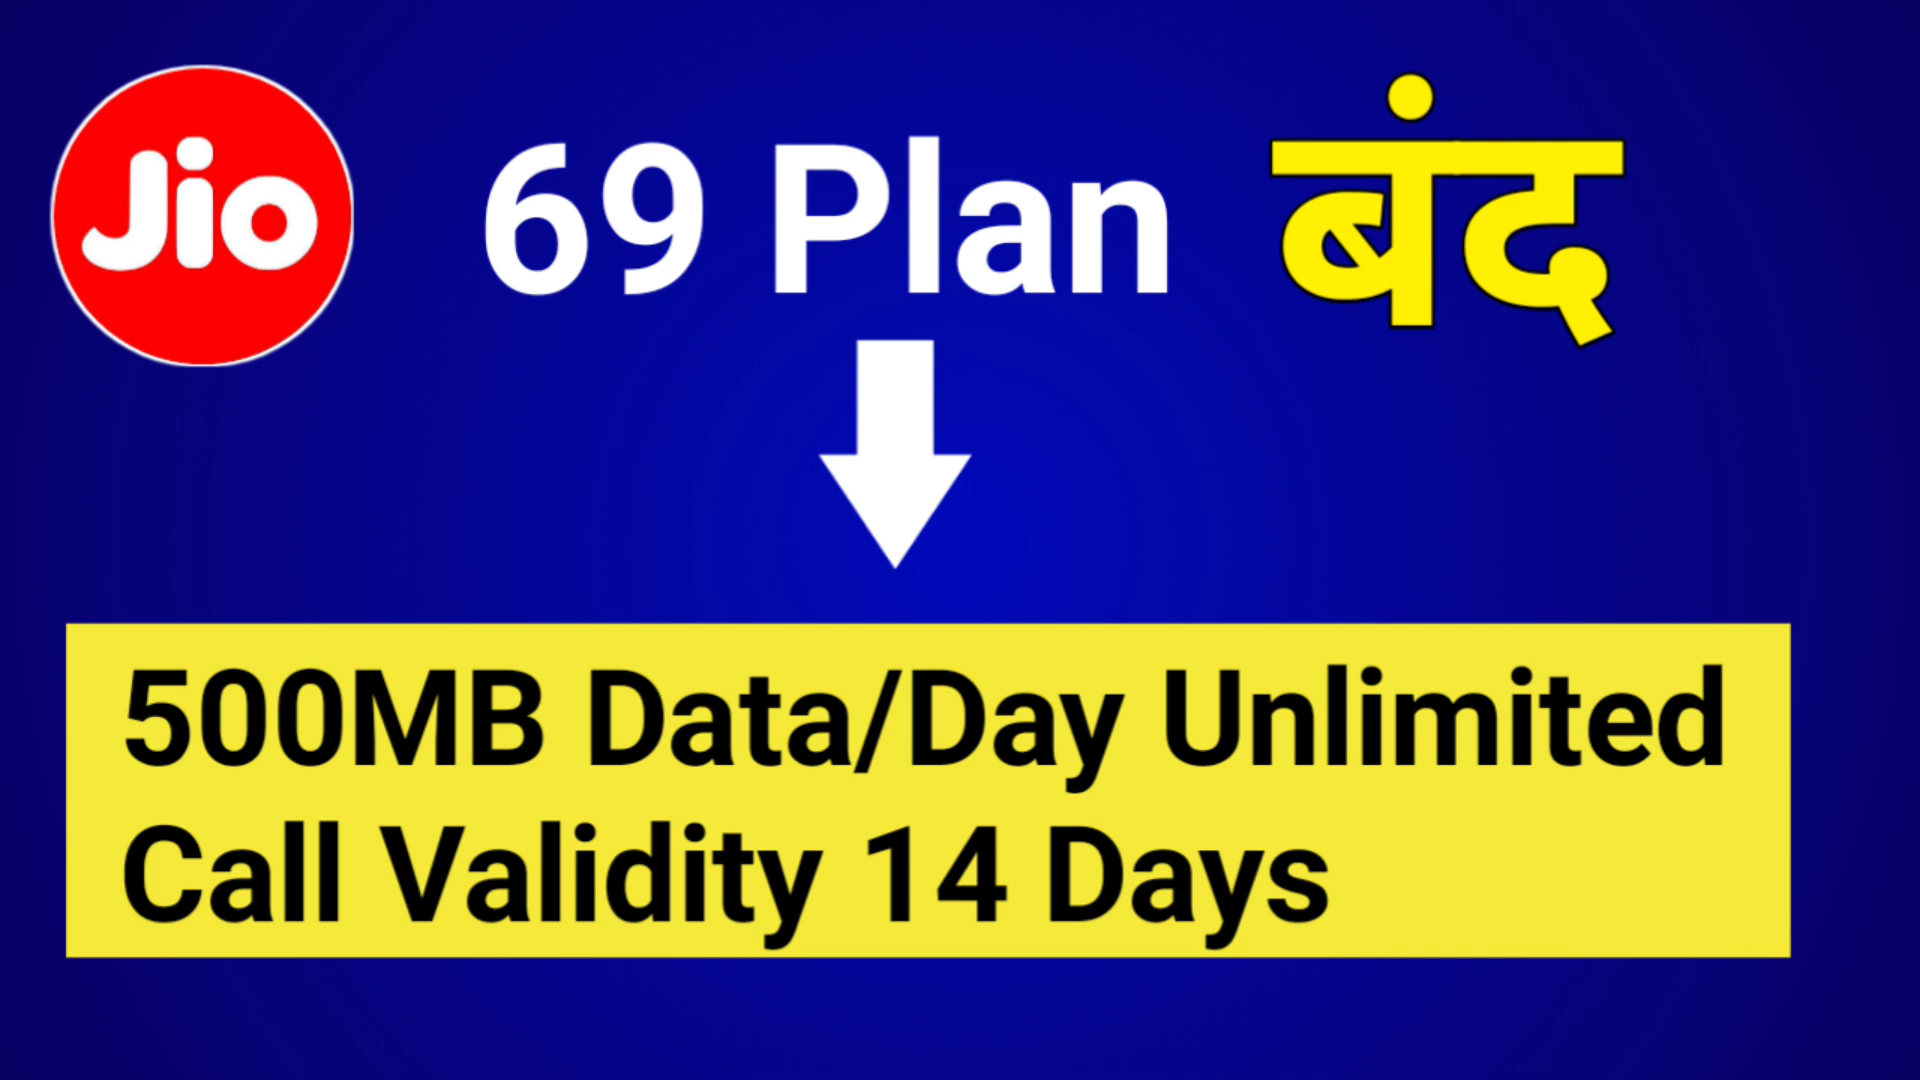 Jio
69 Plan बंद
500MB Data/Day Unlimited
Call Validity 14 Days